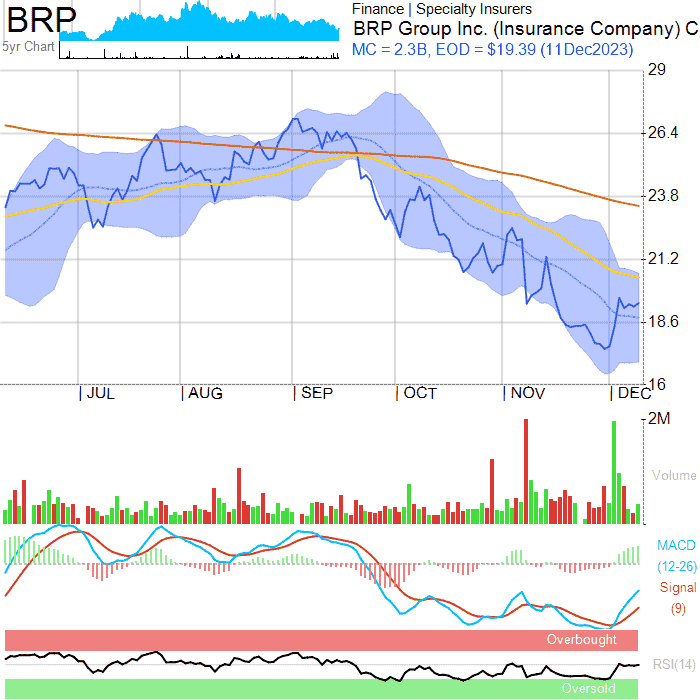 BRP
5yr Chart
Finance | Specialty Insurers
BRP Group Inc. (Insurance Company) C
MC = 2.3B, EOD = $19.39 (11Dec2023)
29
26.4
23.8
21.2
18.6
16
| JUL | AUG | SEP | OCT | NOV | DEC
2M
Volume
MACD
(12-26)
Signal
(9)
Overbought
RSI(14)
Oversold